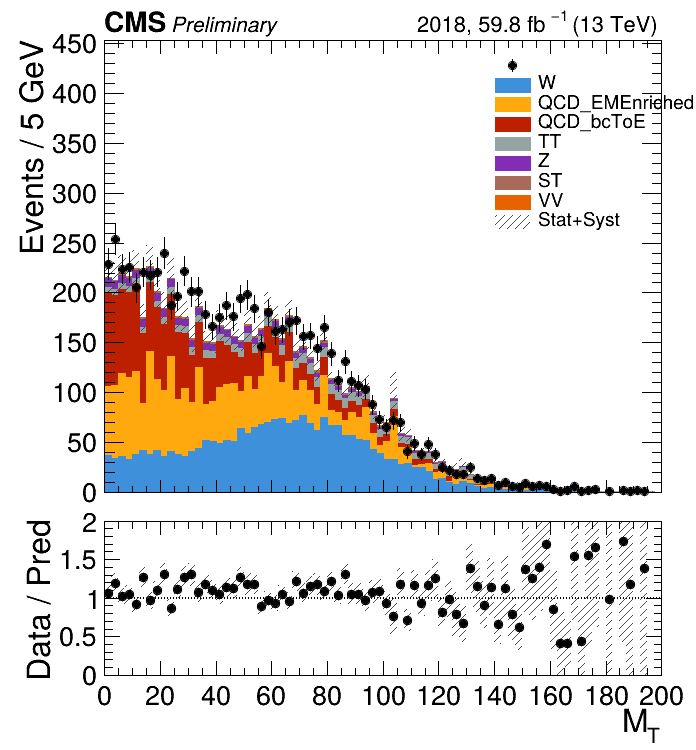 CMS Preliminary 2018, 59.8 fb⁻¹ (13 TeV)
Events / 5 GeV
450
400
350
300
250
200
150
100
50
0
W
QCD_EMEnriehed
QCD_bcToE
TT
Z
ST
VV
Stat+Syst
Data / Pred
2
1.5
1
0.5
0
0 20 40 60 80 100 120 140 160 180 200
M_T